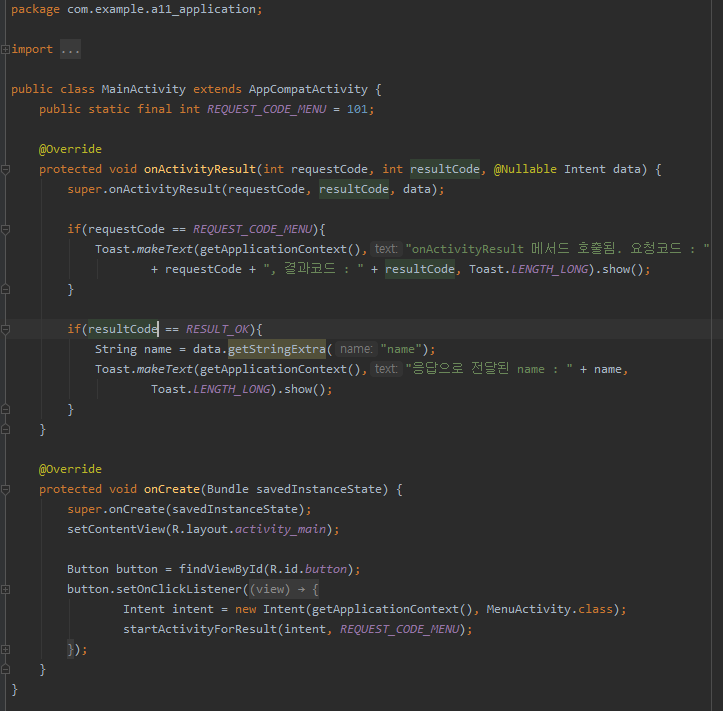 package com.example.a11_application;
import ...
public class MainActivity extends AppCompatActivity {
public static final int REQUEST_CODE_MENU = 101;
@Override
protected void onActivityResult(int requestCode, int resultCode, @Nullable Intent data) {
super.onActivityResult(requestCode, resultCode, data);
if(requestCode == REQUEST_CODE_MENU){
Toast.makeText(getApplicationContext(), text: "onActivityResult 메서드 호출됨. 요청코드 : "
+ requestCode + ", 결과코드 : " + resultCode, Toast.LENGTH_LONG).show();
}
if(resultCode == RESULT_OK){
String name = data.getStringExtra( name: "name");
Toast.makeText(getApplicationContext(), text: "응답으로 전달된 name : " + name,
Toast.LENGTH_LONG).show();
}
}
@Override
protected void onCreate(Bundle savedInstanceState) {
super.onCreate(savedInstanceState);
setContentView(R.layout.activity_main);
Button button = findViewById(R.id.button);
button.setOnClickListener((view) → {
Intent intent = new Intent(getApplicationContext(), MenuActivity.class);
startActivityForResult(intent, REQUEST_CODE_MENU);
});
}
}